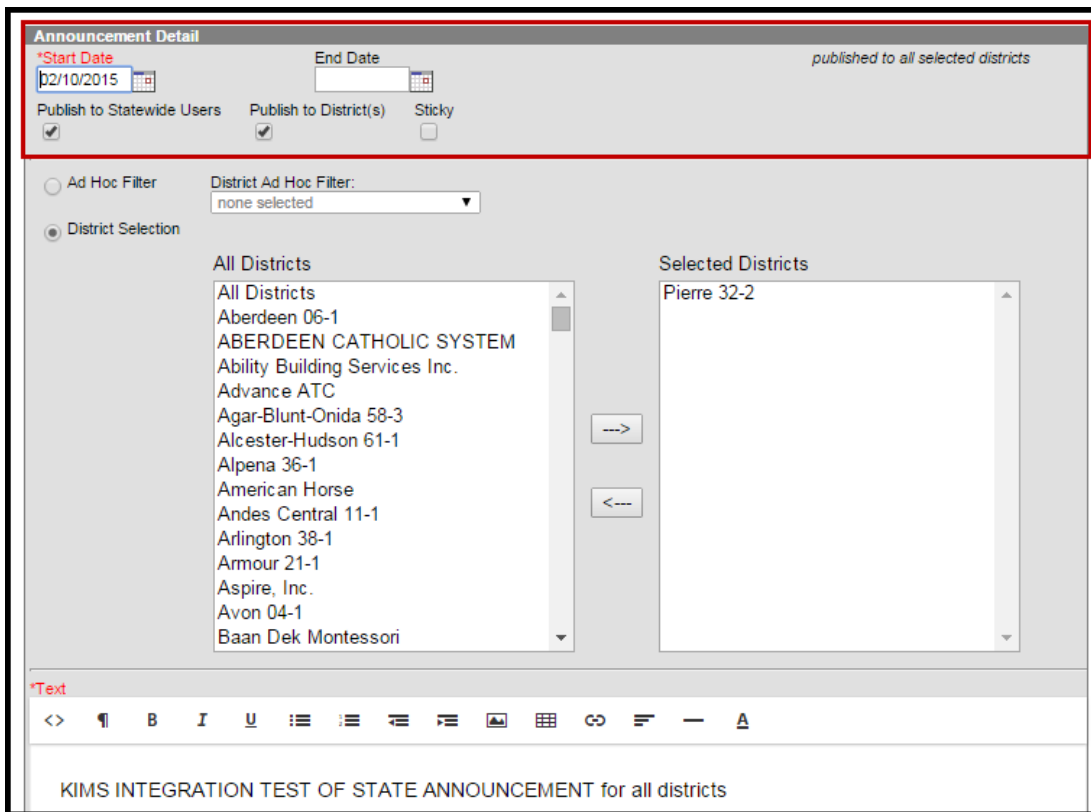 Announcement Detail
*Start Date End Date published to all selected districts
02/10/2015
Publish to Statewide Users Publish to District(s) Sticky
Ad Hoc Filter District Ad Hoc Filter:
none selected
District Selection
All Districts Selected Districts
All Districts Pierre 32-2
Aberdeen 06-1
ABERDEEN CATHOLIC SYSTEM
Ability Building Services Inc.
Advance ATC
Agar-Blunt-Onida 58-3
Alcester-Hudson 61-1
--->
Alpena 36-1
American Horse
<---
Andes Central 11-1
Arlington 38-1
Armour 21-1
Aspire, Inc.
Avon 04-1
Baan Dek Montessori
*Text
<> ¶ B I U A
KIMS INTEGRATION TEST OF STATE ANNOUNCEMENT for all districts